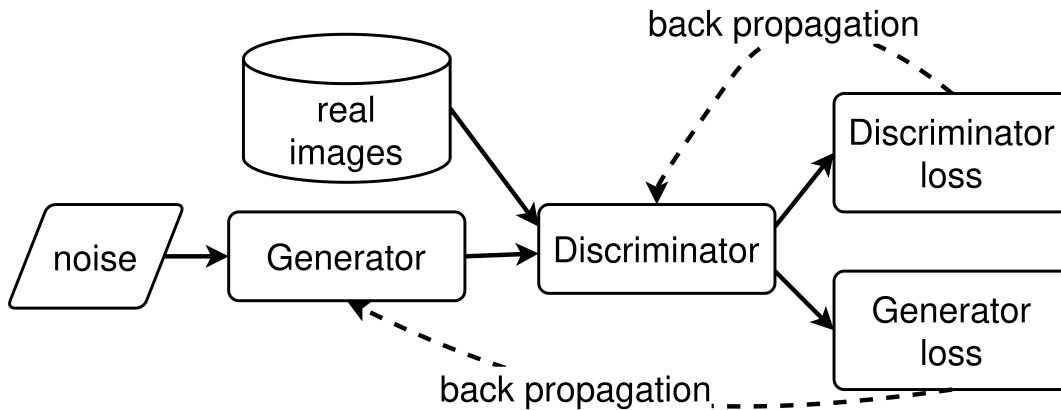 back propagation
real
images
Discriminator
loss
noise
Generator
Discriminator
Generator
loss
back propagation